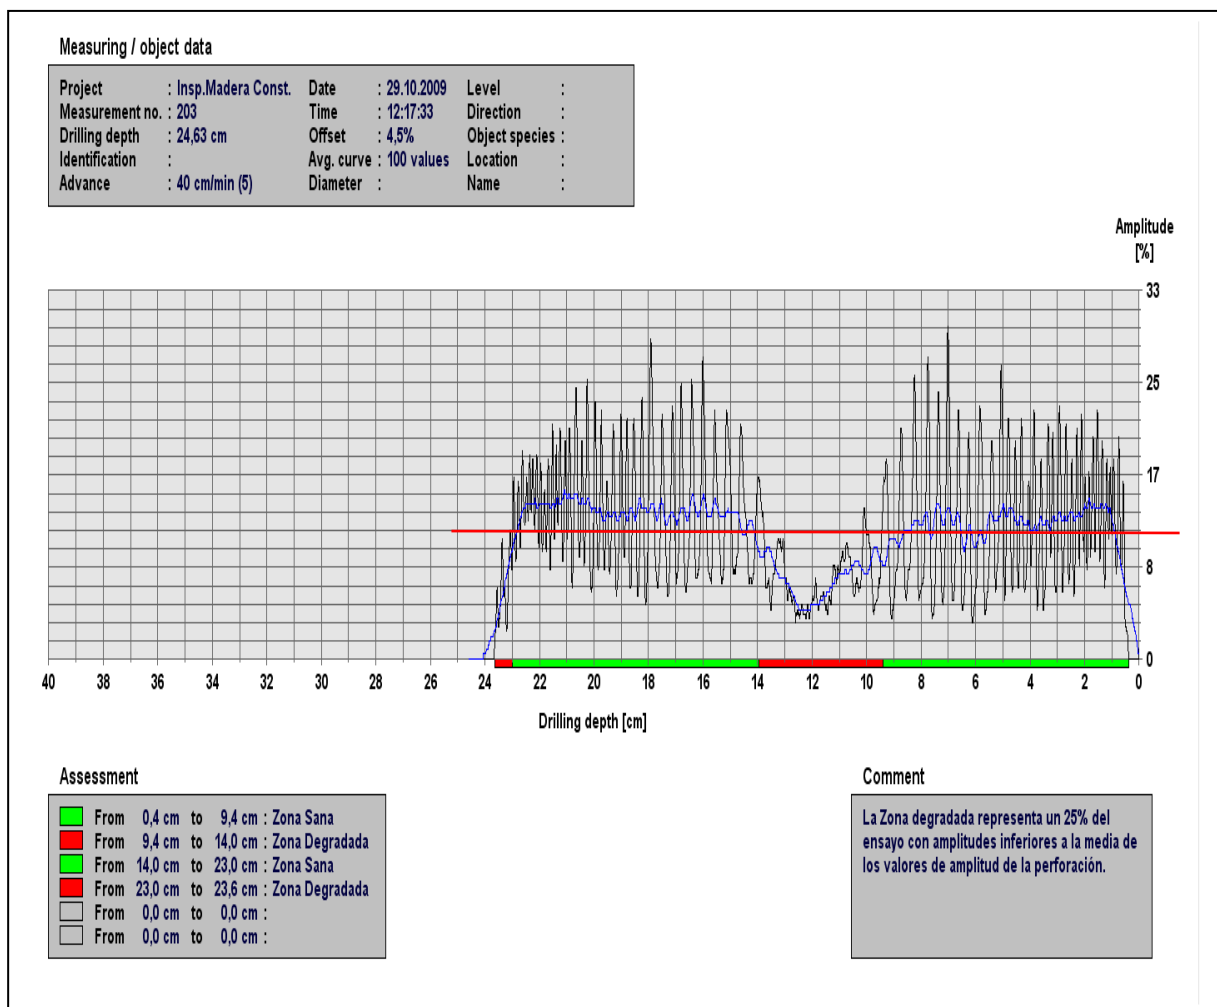 Measuring / object data
Project : Insp.Madera Const. Date : 29.10.2009 Level :
Measurement no. : 203 Time : 12:17:33 Direction :
Drilling depth : 24,63 cm Offset : 4,5% Object species :
Identification : Avg. curve : 100 values Location :
Advance : 40 cm/min (5) Diameter : Name :
Amplitude
[%]
33
25
17
8
0
40 38 36 34 32 30 28 26 24 22 20 18 16 14 12 10 8 6 4 2 0
Drilling depth [cm]
Assessment
From 0,4 cm to 9,4 cm : Zona Sana
From 9,4 cm to 14,0 cm : Zona Degradada
From 14,0 cm to 23,0 cm : Zona Sana
From 23,0 cm to 23,6 cm : Zona Degradada
From 0,0 cm to 0,0 cm :
From 0,0 cm to 0,0 cm :
Comment
La Zona degradada representa un 25% del
ensayo con amplitudes inferiores a la media de
los valores de amplitud de la perforación.